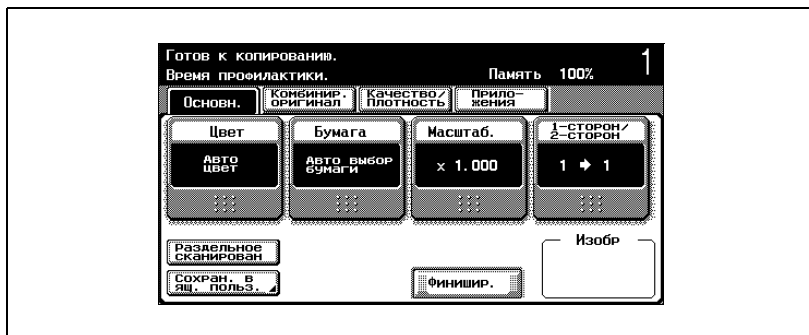 Готов к копированию.
1
Время профилактики.
Память 100%
Основн.
Комбинир. оригинал
Качество/ Плотность
Прило- жения
Цвет
Бумага
Масштаб.
1-сторон/ 2-сторон
Авто цвет
Авто выбор бумаги
x 1.000
1 ➔ 1
Раздельное сканирован
Изобр
Сохран. в ящ. польз.
Финишир.